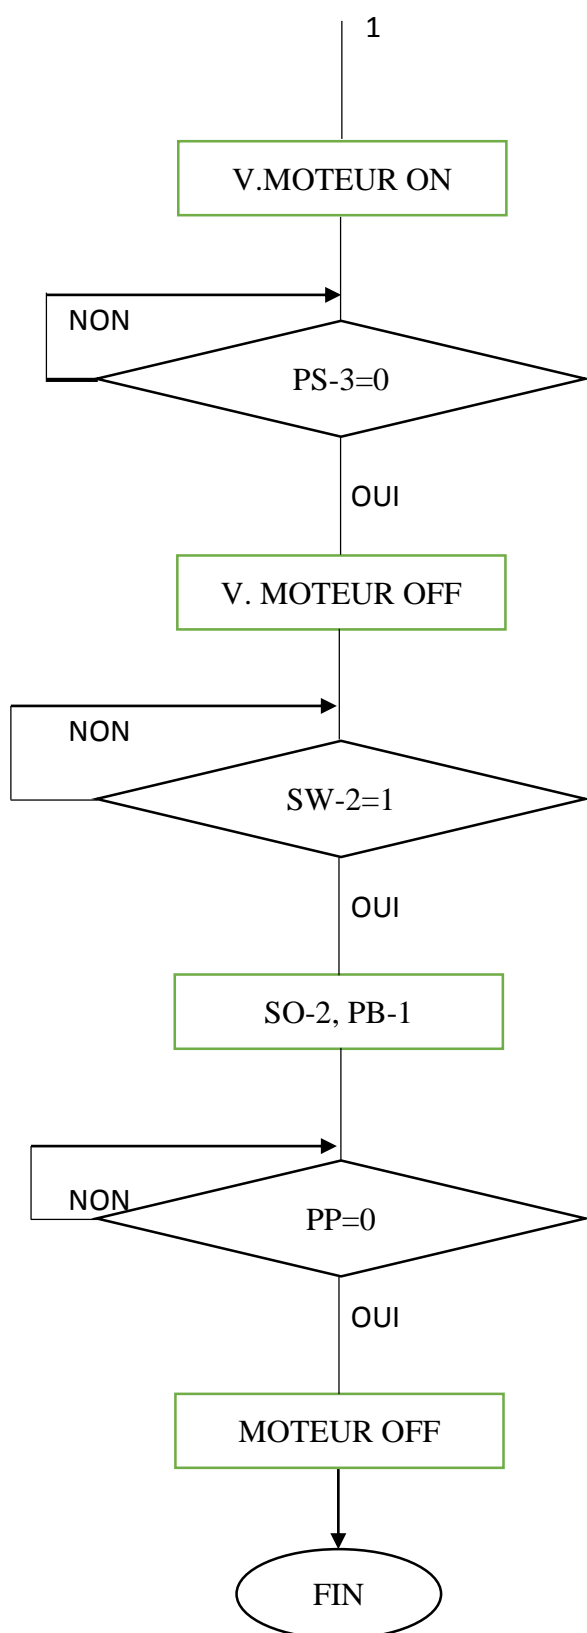 1
V.MOTEUR ON
NON
PS-3=0
OUI
V. MOTEUR OFF
NON
SW-2=1
OUI
SO-2, PB-1
NON
PP=0
OUI
MOTEUR OFF
FIN